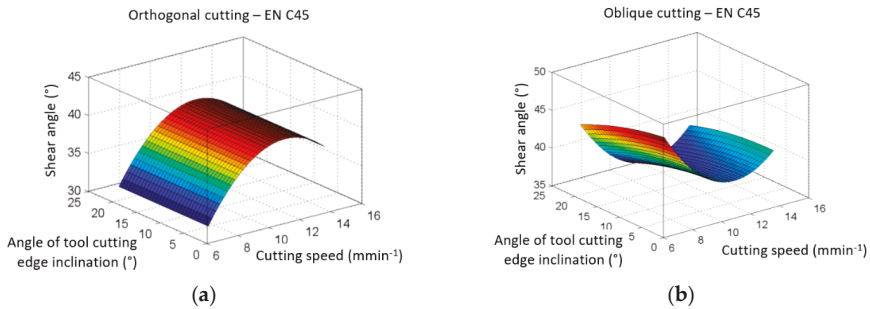 Orthogonal cutting – EN C45
45
40
35
30
Shear angle (°)
25
20
15
10
5
0
Angle of tool cutting
edge inclination (°)
6
8
10
12
14
16
Cutting speed (mmin-1)
(a)
Oblique cutting – EN C45
50
45
40
35
Shear angle (°)
25
20
15
10
5
0
Angle of tool cutting
edge inclination (°)
6
8
10
12
14
16
Cutting speed (mmin-1)
(b)